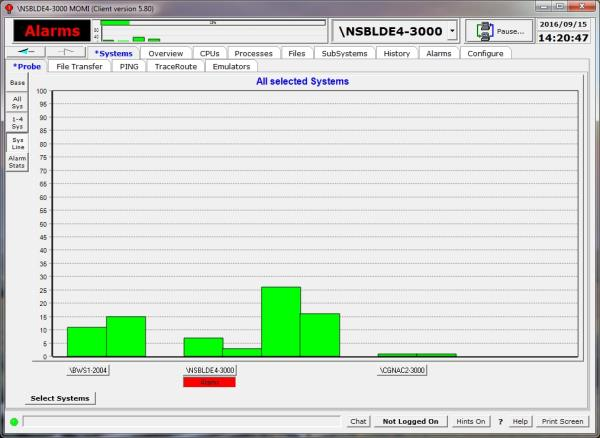 \NSBLDE4-3000 MOMI (Client version 5.80)
Alarms
\NSBLDE4-3000
Pause...
2016/09/15
14:20:47
*Systems Overview CPUs Processes Files SubSystems History Alarms Configure
*Probe File Transfer PING TraceRoute Emulators
Base
All Sys
1-4 Sys
Sys Line
Alarm Stats
All selected Systems
100
95
90
85
80
75
70
65
60
55
50
45
40
35
30
25
20
15
10
5
0
\BWS1-2004 \NSBLDE4-3000 \CGNAC2-3000
Alarms
Select Systems
Chat Not Logged On Hints On ? Help Print Screen